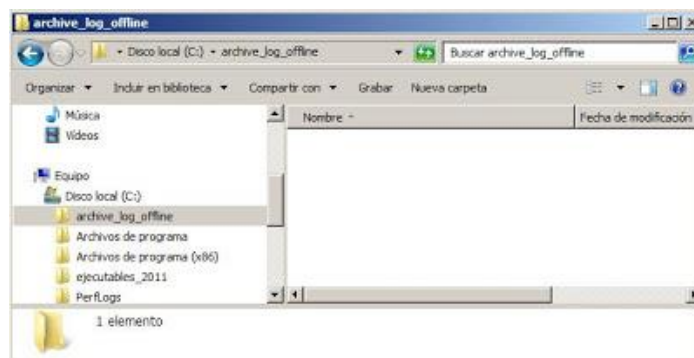 archive_log_offline
Disco local (C:) archive_log_offline
Buscar archive_log_offline
Organizar Incluir en biblioteca Compartir con Grabar Nueva carpeta
Música
Vídeos
Equipo
Disco local (C:)
archive_log_offline
Archivos de programa
Archivos de programa (x86)
ejecutables_2011
PerfLogs
Nombre
Fecha de modificación
1 elemento